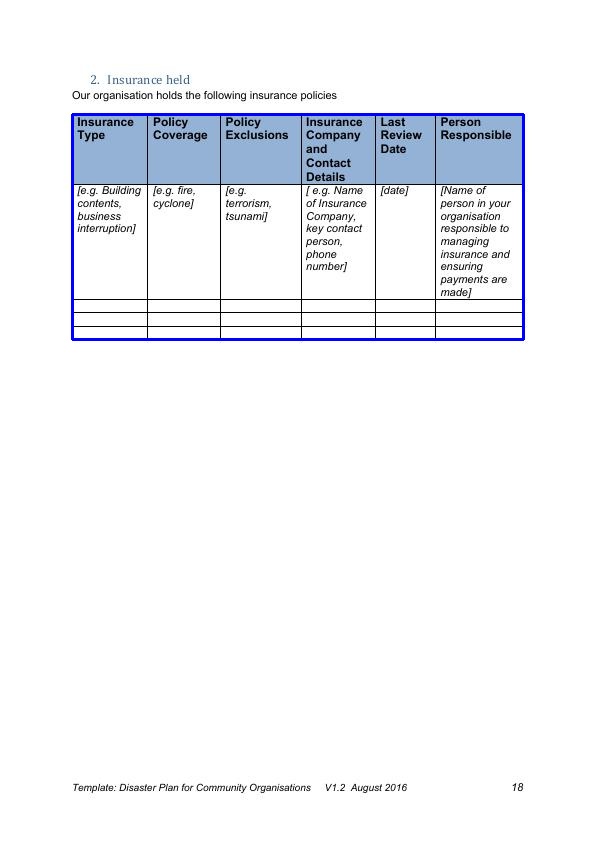 2. Insurance held
Our organisation holds the following insurance policies
Insurance Type
Policy Coverage
Policy Exclusions
Insurance Company and Contact Details
Last Review Date
Person Responsible
[e.g. Building contents, business interruption]
[e.g. fire, cyclone]
[e.g. terrorism, tsunami]
[ e.g. Name of Insurance Company, key contact person, phone number]
[date]
[Name of person in your organisation responsible to managing insurance and ensuring payments are made]
Template: Disaster Plan for Community Organisations V1.2 August 2016 18